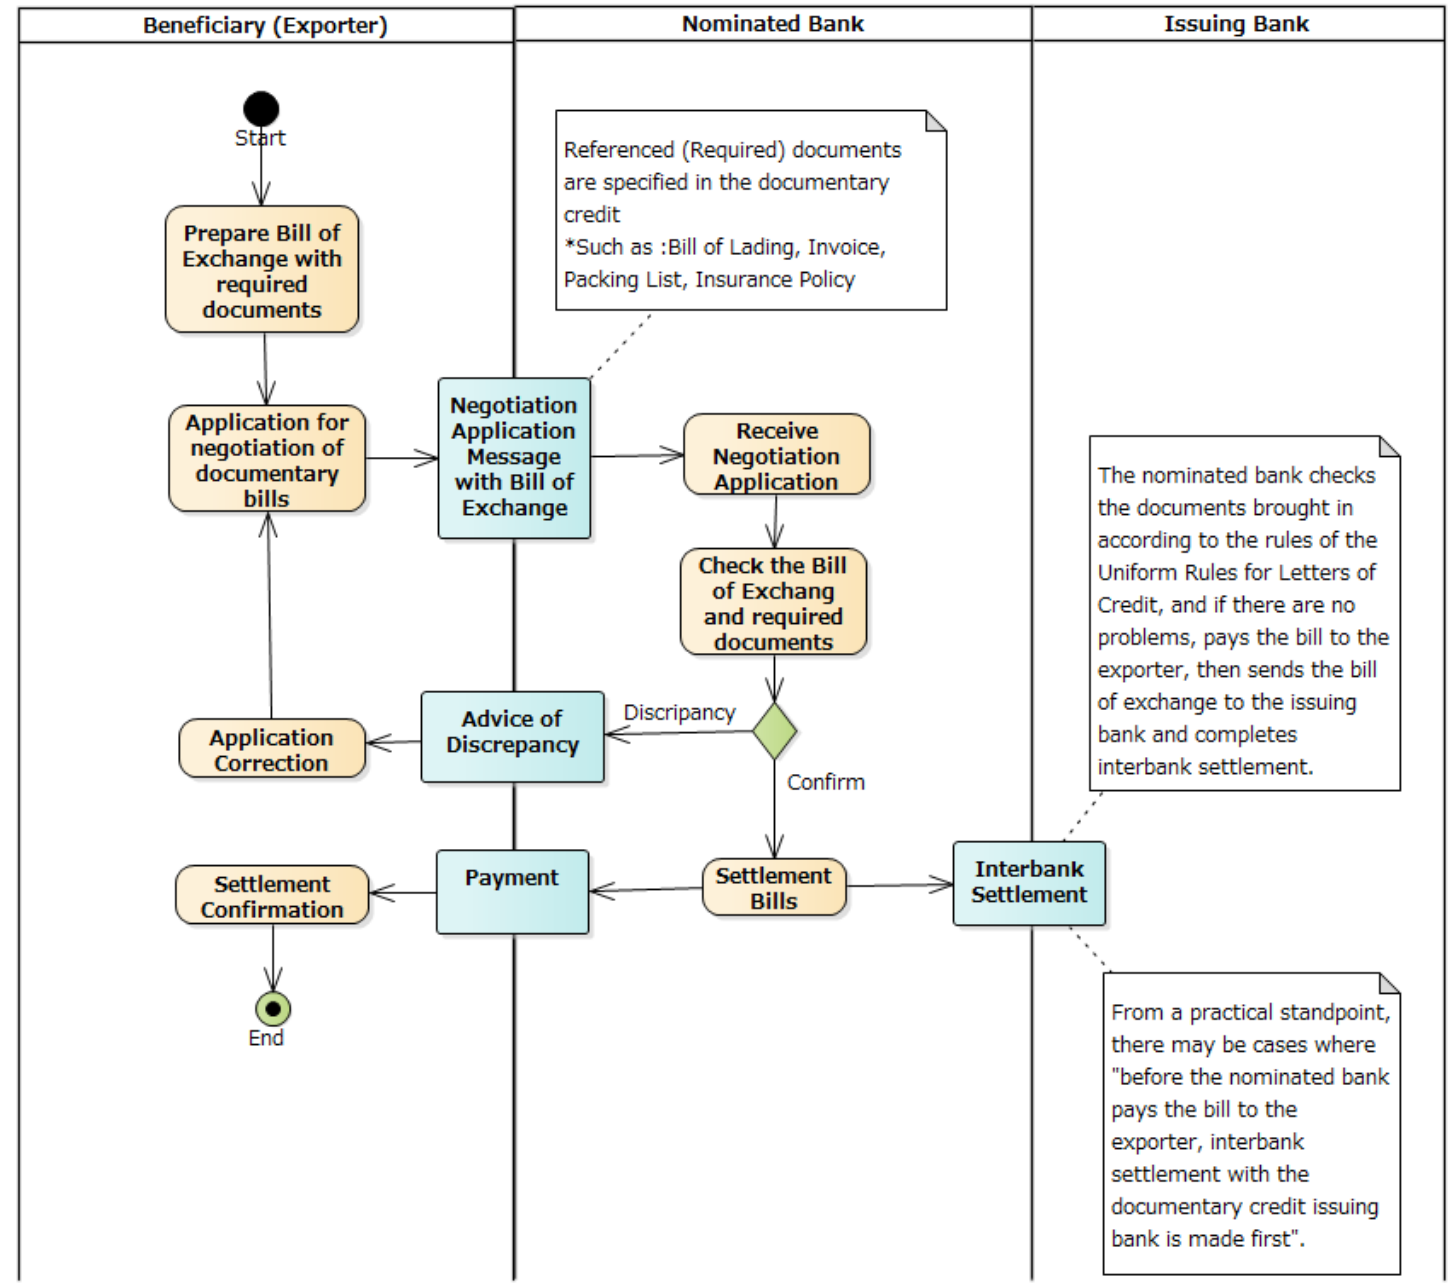 Beneficiary (Exporter)
Nominated Bank
Issuing Bank
Start
Referenced (Required) documents
are specified in the documentary
credit
*Such as :Bill of Lading, Invoice,
Packing List, Insurance Policy
Prepare Bill of
Exchange with
required
documents
Application for
negotiation of
documentary
bills
Negotiation
Application
Message
with Bill of
Exchange
Receive
Negotiation
Application
The nominated bank checks
the documents brought in
according to the rules of the
Uniform Rules for Letters of
Credit, and if there are no
problems, pays the bill to the
exporter, then sends the bill
of exchange to the issuing
bank and completes
interbank settlement.
Check the Bill
of Exchang
and required
documents
Discripancy
Advice of
Discrepancy
Application
Correction
Confirm
Settlement
Bills
Payment
Settlement
Confirmation
Interbank
Settlement
End
From a practical standpoint,
there may be cases where
"before the nominated bank
pays the bill to the
exporter, interbank
settlement with the
documentary credit issuing
bank is made first".